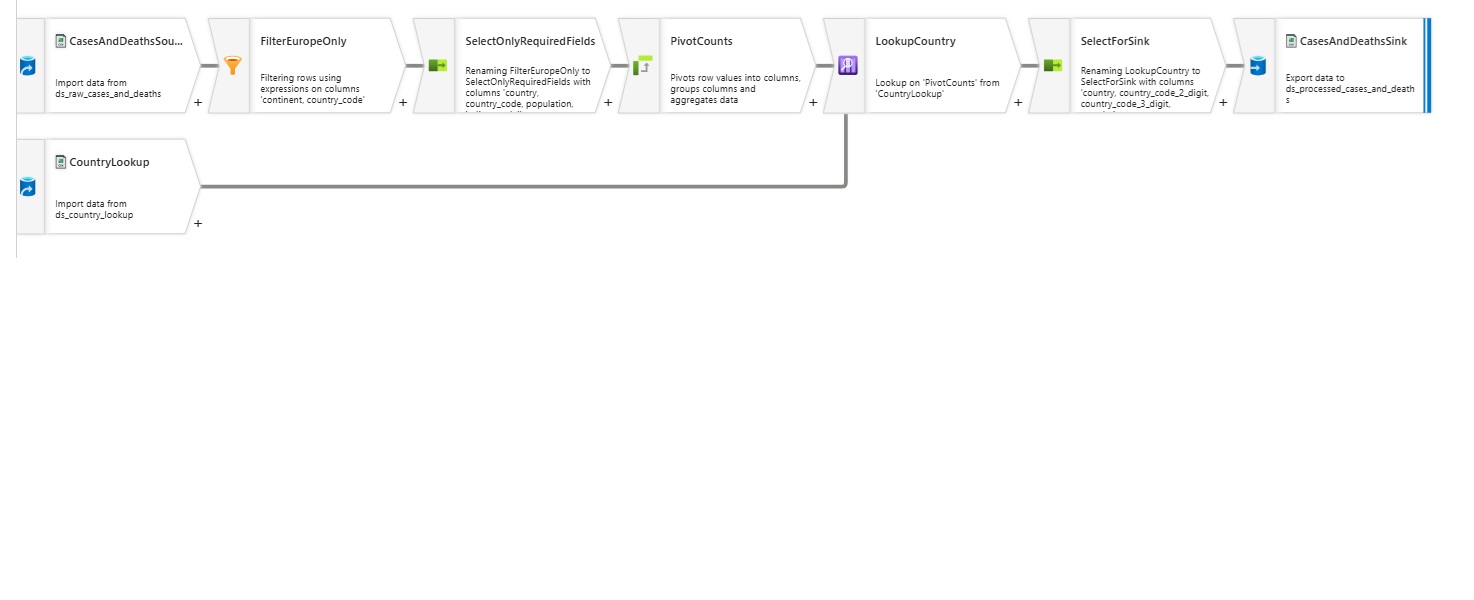 CasesAndDeathsSou...
Import data from
ds_raw_cases_and_deaths
+
FilterEuropeOnly
Filtering rows using
expressions on columns
'continent, country_code'
+
SelectOnlyRequiredFields
Renaming FilterEuropeOnly to
SelectOnlyRequiredFields with
columns 'country,
country_code, population,
+
PivotCounts
Pivots row values into columns,
groups columns and
aggregates data
+
LookupCountry
Lookup on 'PivotCounts' from
'CountryLookup'
+
SelectForSink
Renaming LookupCountry to
SelectForSink with columns
'country, country_code_2_digit,
country_code_3_digit,
+
CasesAndDeathsSink
Export data to
ds_processed_cases_and_death
s
CountryLookup
Import data from
ds_country_lookup
+